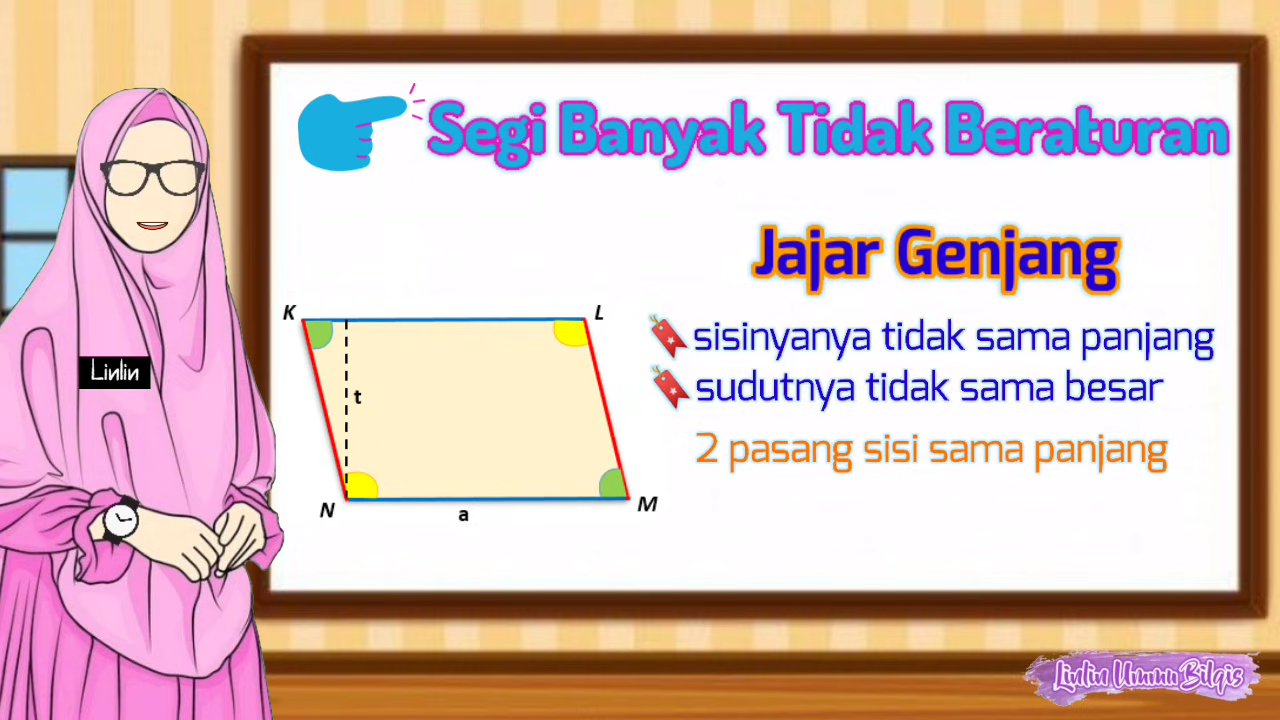 Segi Banyak Tidak Beraturan
Jajar Genjang
sisinyanya tidak sama panjang
sudutnya tidak sama besar
2 pasang sisi sama panjang
K
L
t
N
M
a
Linlin
Linlin Ummu Bilqis